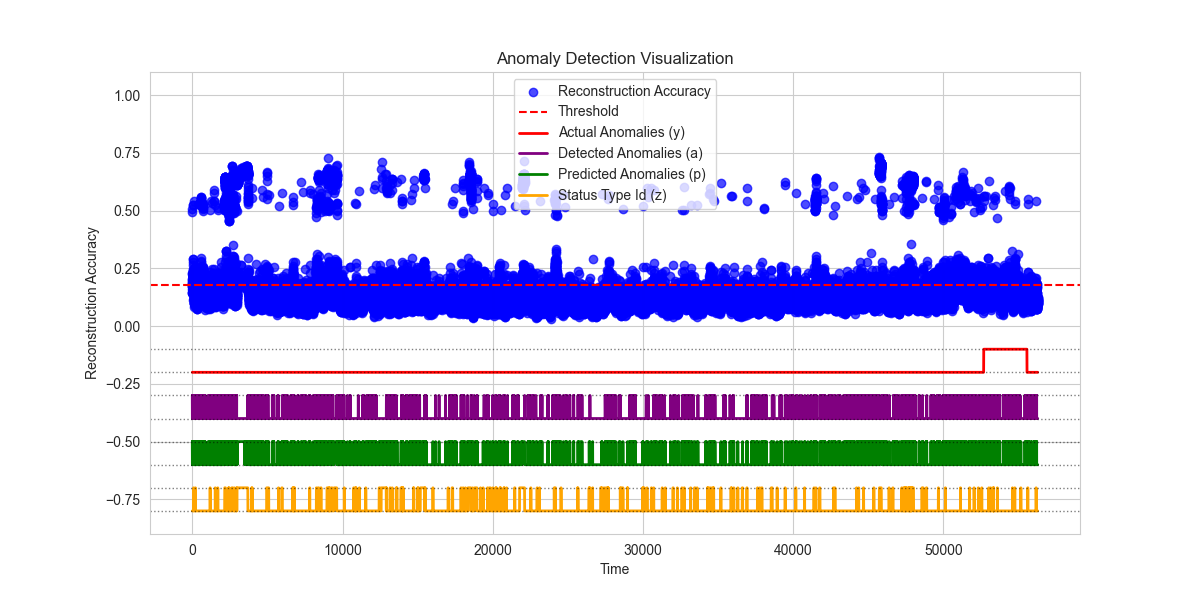 Anomaly Detection Visualization
Reconstruction Accuracy
Threshold
Actual Anomalies (y)
Detected Anomalies (a)
Predicted Anomalies (p)
Status Type Id (z)
Reconstruction Accuracy
1.00
0.75
0.50
0.25
0.00
−0.25
−0.50
−0.75
0
10000
20000
30000
40000
50000
Time